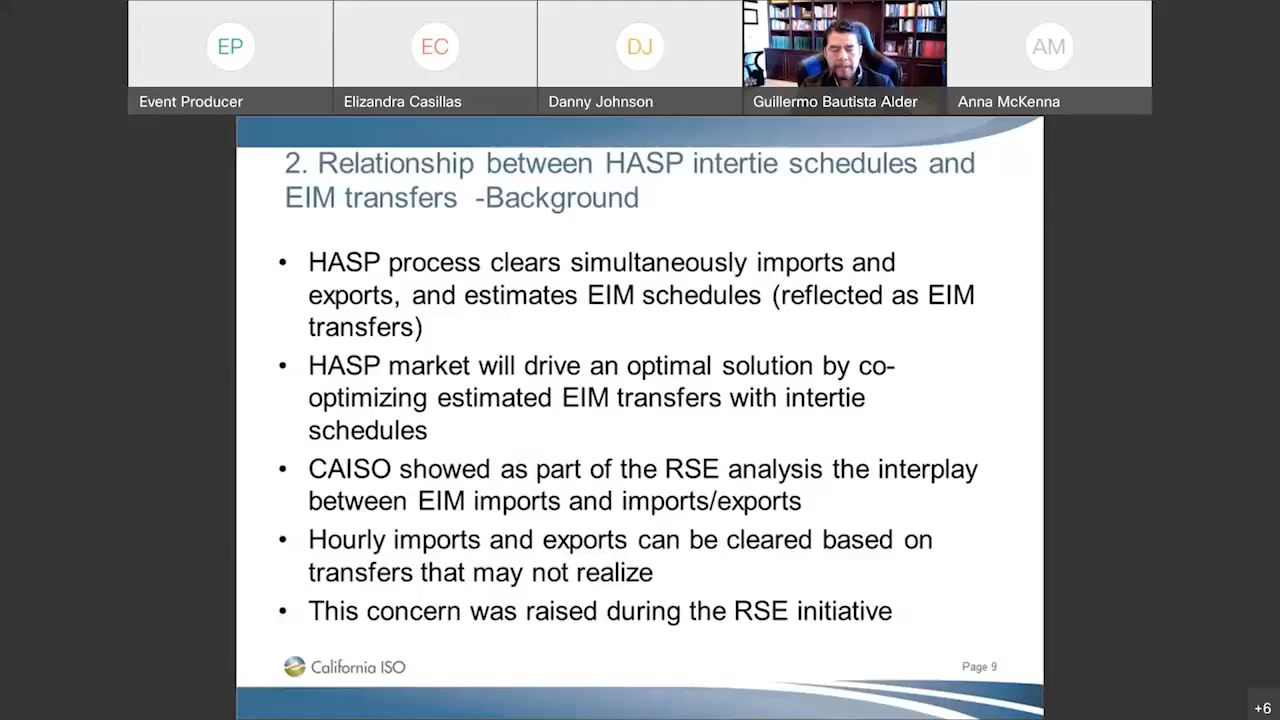 EP
EC
DJ
AM
Event Producer
Elizandra Casillas
Danny Johnson
Guillermo Bautista Alder
Anna McKenna
2. Relationship between HASP intertie schedules and
EIM transfers -Background
• HASP process clears simultaneously imports and
exports, and estimates EIM schedules (reflected as EIM
transfers)
• HASP market will drive an optimal solution by co-
optimizing estimated EIM transfers with intertie
schedules
• CAISO showed as part of the RSE analysis the interplay
between EIM imports and imports/exports
• Hourly imports and exports can be cleared based on
transfers that may not realize
• This concern was raised during the RSE initiative
California ISO
Page 9
+6